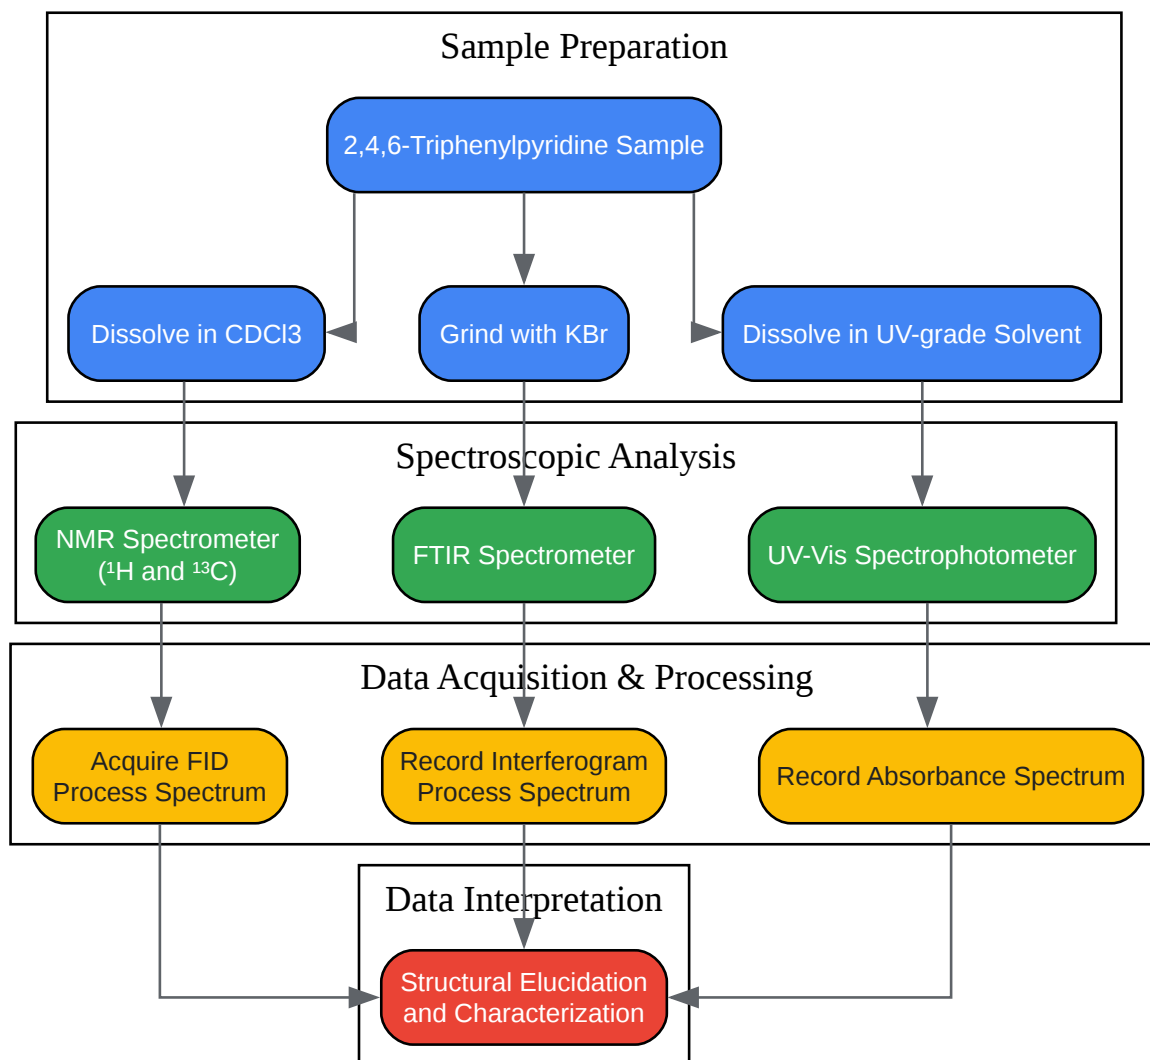 Sample Preparation
2,4,6-Triphenylpyridine Sample
Dissolve in CDCl3
Grind with KBr
Dissolve in UV-grade Solvent
Spectroscopic Analysis
NMR Spectrometer
(¹H and ¹³C)
FTIR Spectrometer
UV-Vis Spectrophotometer
Data Acquisition & Processing
Acquire FID
Process Spectrum
Record Interferogram
Process Spectrum
Record Absorbance Spectrum
Data Interpretation
Structural Elucidation
and Characterization